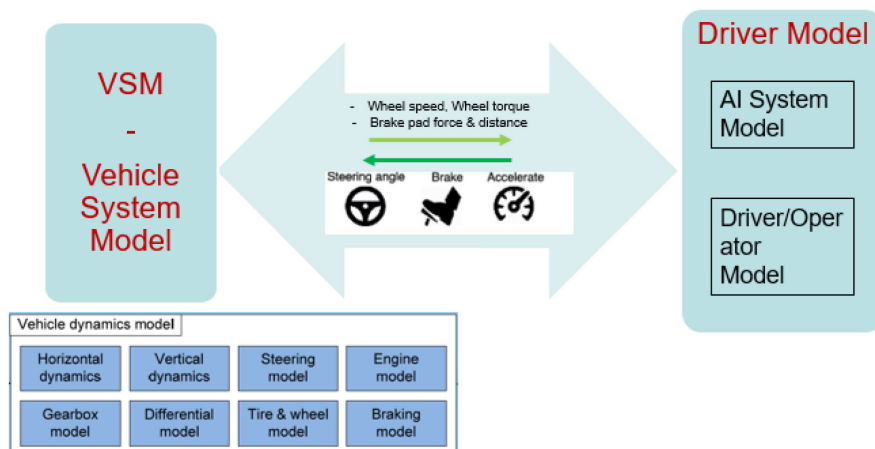 VSM
-
Vehicle
System
Model
- Wheel speed, Wheel torque
- Brake pad force & distance
Steering angle Brake Accelerate
Driver Model
AI System
Model
Driver/Oper
ator
Model
Vehicle dynamics model
Horizontal
dynamics
Vertical
dynamics
Steering
model
Engine
model
Gearbox
model
Differential
model
Tire & wheel
model
Braking
model